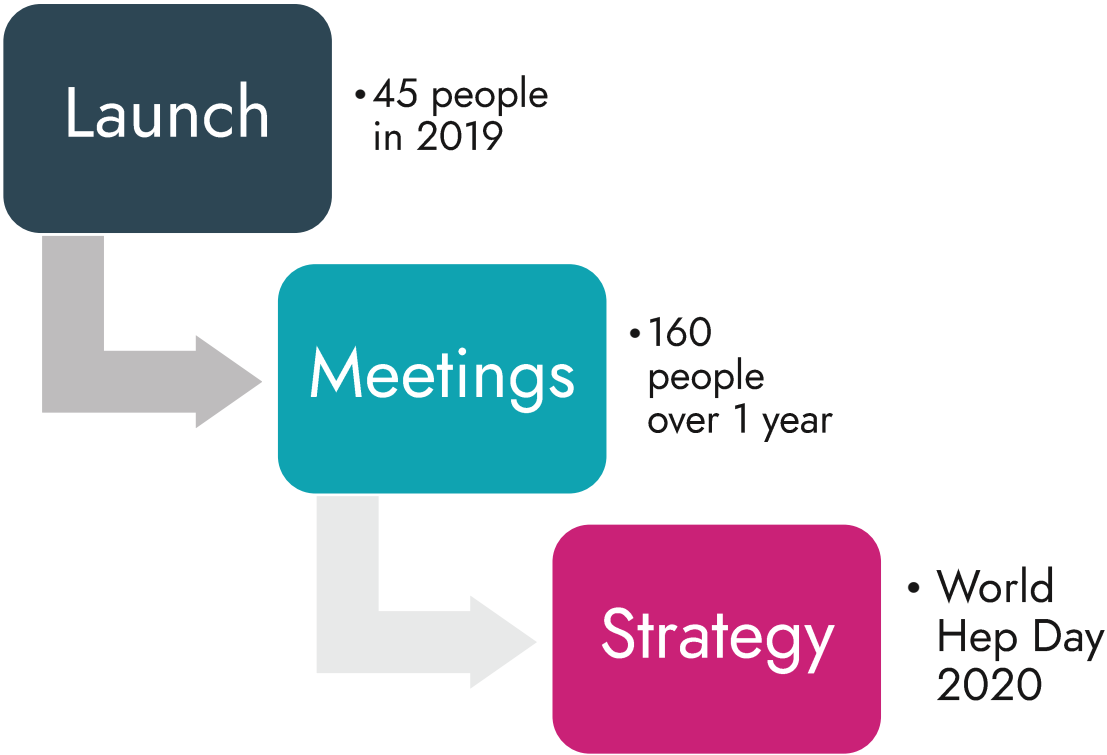 Launch
• 45 people
in 2019
Meetings
• 160
people
over 1 year
Strategy
• World
Hep Day
2020